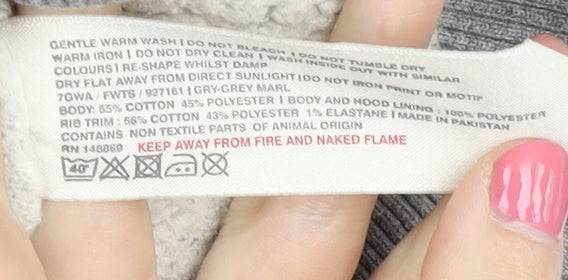 GENTLE WARM WASH | DO NOT BLEACH | DO NOT TUMBLE DRY
WARM IRON | DO NOT DRY CLEAN | WASH INSIDE OUT WITH SIMILAR
COLOURS | RE-SHAPE WHILST DAMP
DRY FLAT AWAY FROM DIRECT SUNLIGHT | DO NOT IRON PRINT OR MOTIF
7GWA / FWTS / 927161 | GRY-GREY MARL
BODY: 55% COTTON 45% POLYESTER | BODY AND HOOD LINING : 100% POLYESTER
RIB TRIM : 56% COTTON 43% POLYESTER 1% ELASTANE | MADE IN PAKISTAN
CONTAINS NON TEXTILE PARTS OF ANIMAL ORIGIN
RN 146869 KEEP AWAY FROM FIRE AND NAKED FLAME
40°